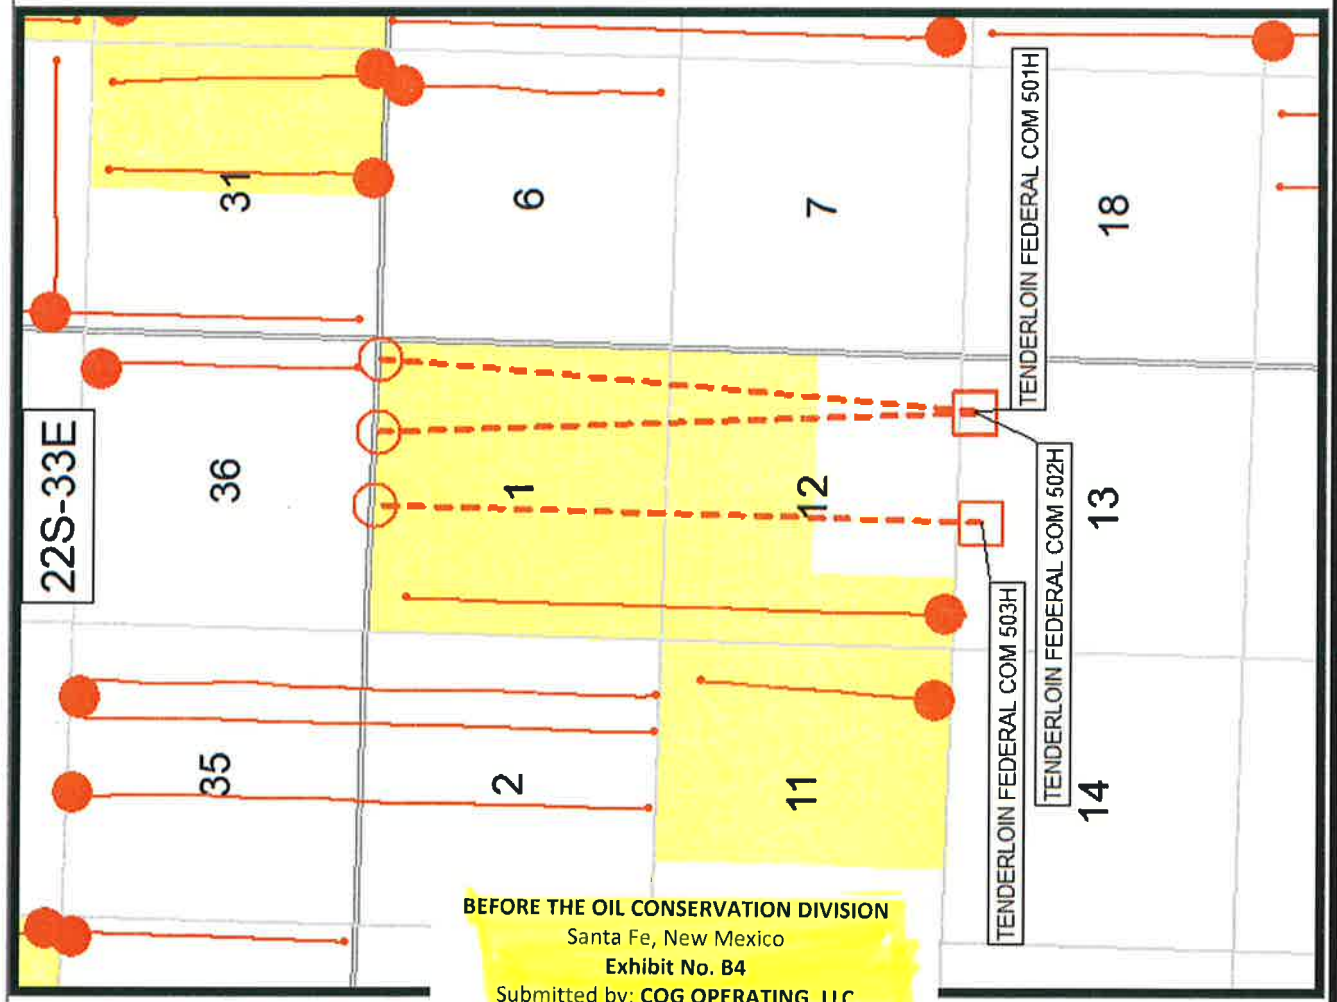 22S-33E
31
6
7
18
36
1
12
13
35
2
11
14
TENDERLOIN FEDERAL COM 501H
TENDERLOIN FEDERAL COM 502H
TENDERLOIN FEDERAL COM 503H
BEFORE THE OIL CONSERVATION DIVISION
Santa Fe, New Mexico
Exhibit No. B4
Submitted by: COG OPERATING, LLC